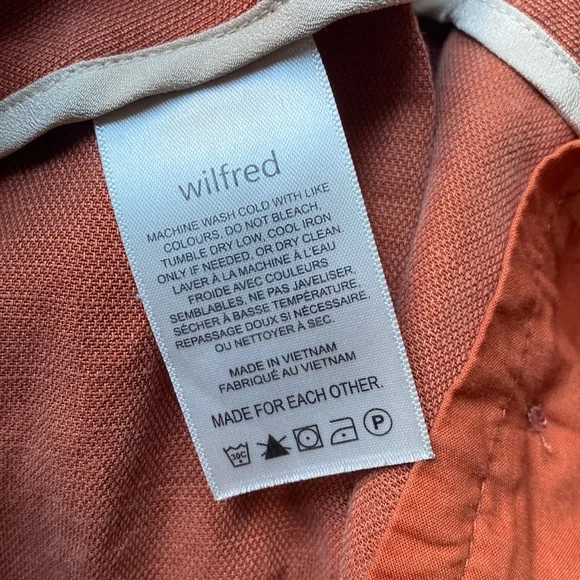 wilfred
MACHINE WASH COLD WITH LIKE
COLOURS, DO NOT BLEACH.
TUMBLE DRY LOW, COOL IRON
ONLY IF NEEDED, OR DRY CLEAN.
LAVER À LA MACHINE À L'EAU
FROIDE AVEC COULEURS
SEMBLABLES. NE PAS JAVELISER.
SÉCHER À BASSE TEMPÉRATURE.
REPASSAGE DOUX SI NÉCESSAIRE.
OU NETTOYER À SEC.
MADE IN VIETNAM
FABRIQUÉ AU VIETNAM
MADE FOR EACH OTHER.
30C P